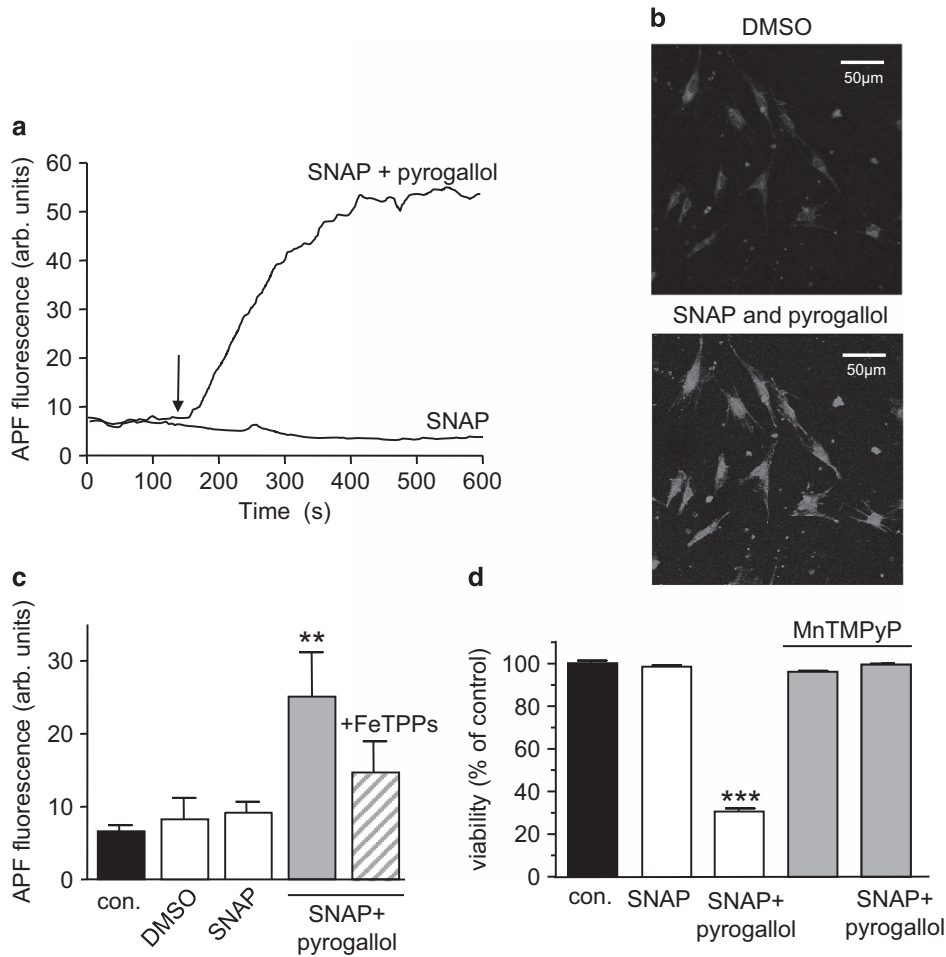 a
APF fluorescence (arb. units)
60
50
40
30
20
10
0
SNAP + pyrogallol
SNAP
0 100 200 300 400 500 600
Time (s)
b
DMSO
50µm
SNAP and pyrogallol
50µm
c
APF fluorescence (arb. units)
30
20
10
0
**
+FeTPPs
con.
DMSO
SNAP
SNAP+
pyrogallol
d
viability (% of control)
100
80
60
40
20
0
MnTMPyP
***
con.
SNAP
SNAP+
pyrogallol
SNAP+
pyrogallol